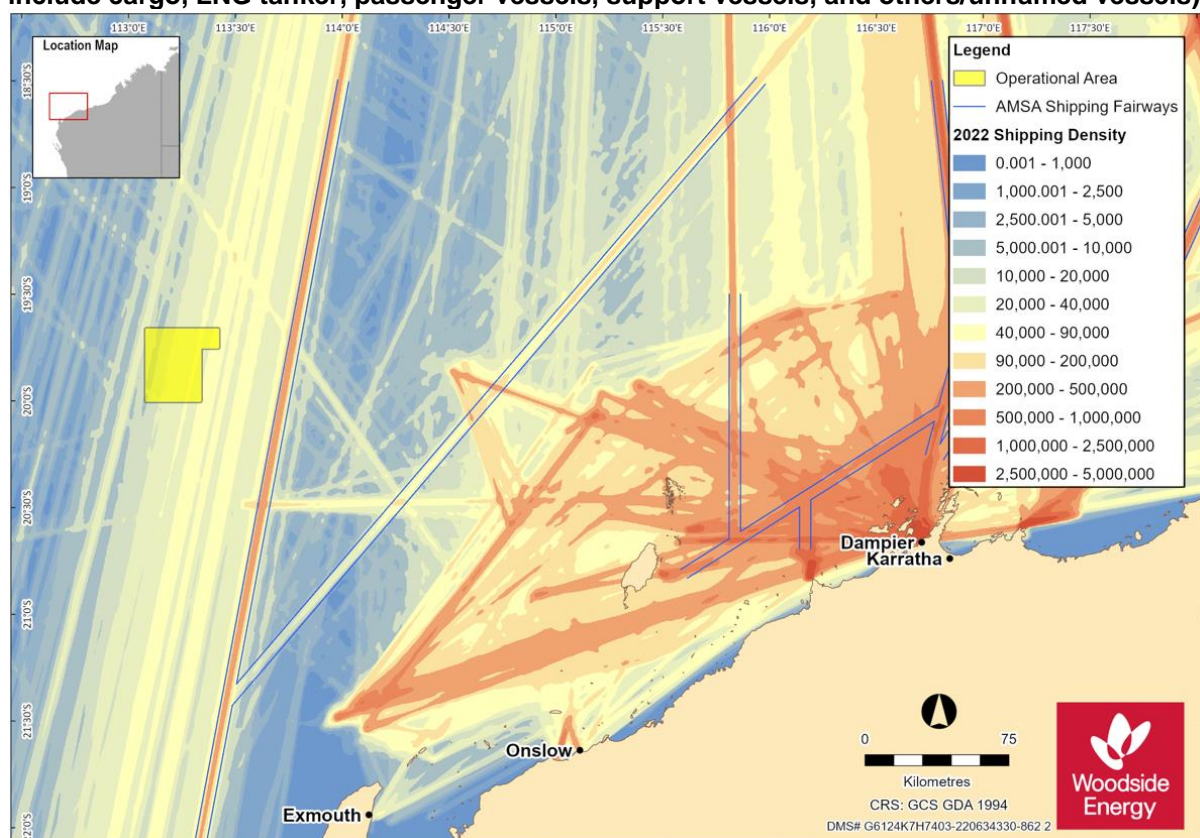 include cargo, LNG tanker, passenger vessels, support vessels, and others/unnamed vessels)
113°0'E 113°30'E 114°0'E 114°30'E 115°0'E 115°30'E 116°0'E 116°30'E 117°0'E 117°30'E
Location Map
18°30'S
19°0'S
19°30'S
20°0'S
20°30'S
21°0'S
21°30'S
Legend
Operational Area
AMSA Shipping Fairways
2022 Shipping Density
0.001 - 1,000
1,000.001 - 2,500
2,500.001 - 5,000
5,000.001 - 10,000
10,000 - 20,000
20,000 - 40,000
40,000 - 90,000
90,000 - 200,000
200,000 - 500,000
500,000 - 1,000,000
1,000,000 - 2,500,000
2,500,000 - 5,000,000
Dampier
Karratha
Onslow
Exmouth
0 75
Kilometres
CRS: GCS GDA 1994
DMS# G6124K7H7403-220634330-862 2
Woodside
Energy